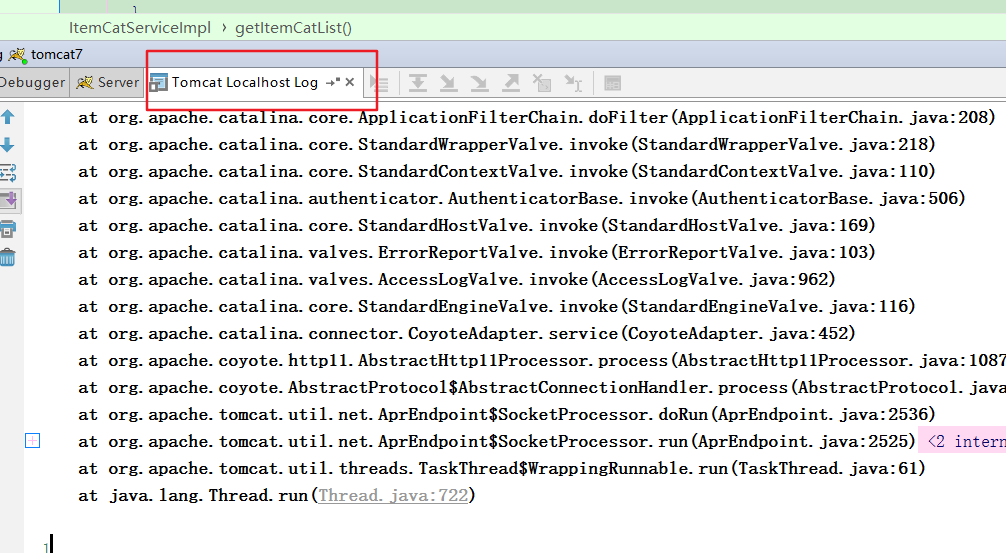 ItemCatServiceImpl › getItemCatList()
g tomcat7
Debugger Server Tomcat Localhost Log
at org.apache.catalina.core.ApplicationFilterChain.doFilter(ApplicationFilterChain.java:208)
at org.apache.catalina.core.StandardWrapperValve.invoke(StandardWrapperValve.java:218)
at org.apache.catalina.core.StandardContextValve.invoke(StandardContextValve.java:110)
at org.apache.catalina.authenticator.AuthenticatorBase.invoke(AuthenticatorBase.java:506)
at org.apache.catalina.core.StandardHostValve.invoke(StandardHostValve.java:169)
at org.apache.catalina.valves.ErrorReportValve.invoke(ErrorReportValve.java:103)
at org.apache.catalina.valves.AccessLogValve.invoke(AccessLogValve.java:962)
at org.apache.catalina.core.StandardEngineValve.invoke(StandardEngineValve.java:116)
at org.apache.catalina.connector.CoyoteAdapter.service(CoyoteAdapter.java:452)
at org.apache.coyote.http11.AbstractHttp11Processor.process(AbstractHttp11Processor.java:1087
at org.apache.coyote.AbstractProtocol$AbstractConnectionHandler.process(AbstractProtocol.java
at org.apache.tomcat.util.net.AprEndpoint$SocketProcessor.doRun(AprEndpoint.java:2536)
at org.apache.tomcat.util.net.AprEndpoint$SocketProcessor.run(AprEndpoint.java:2525) <2 intern
at org.apache.tomcat.util.threads.TaskThread$WrappingRunnable.run(TaskThread.java:61)
at java.lang.Thread.run(Thread.java:722)